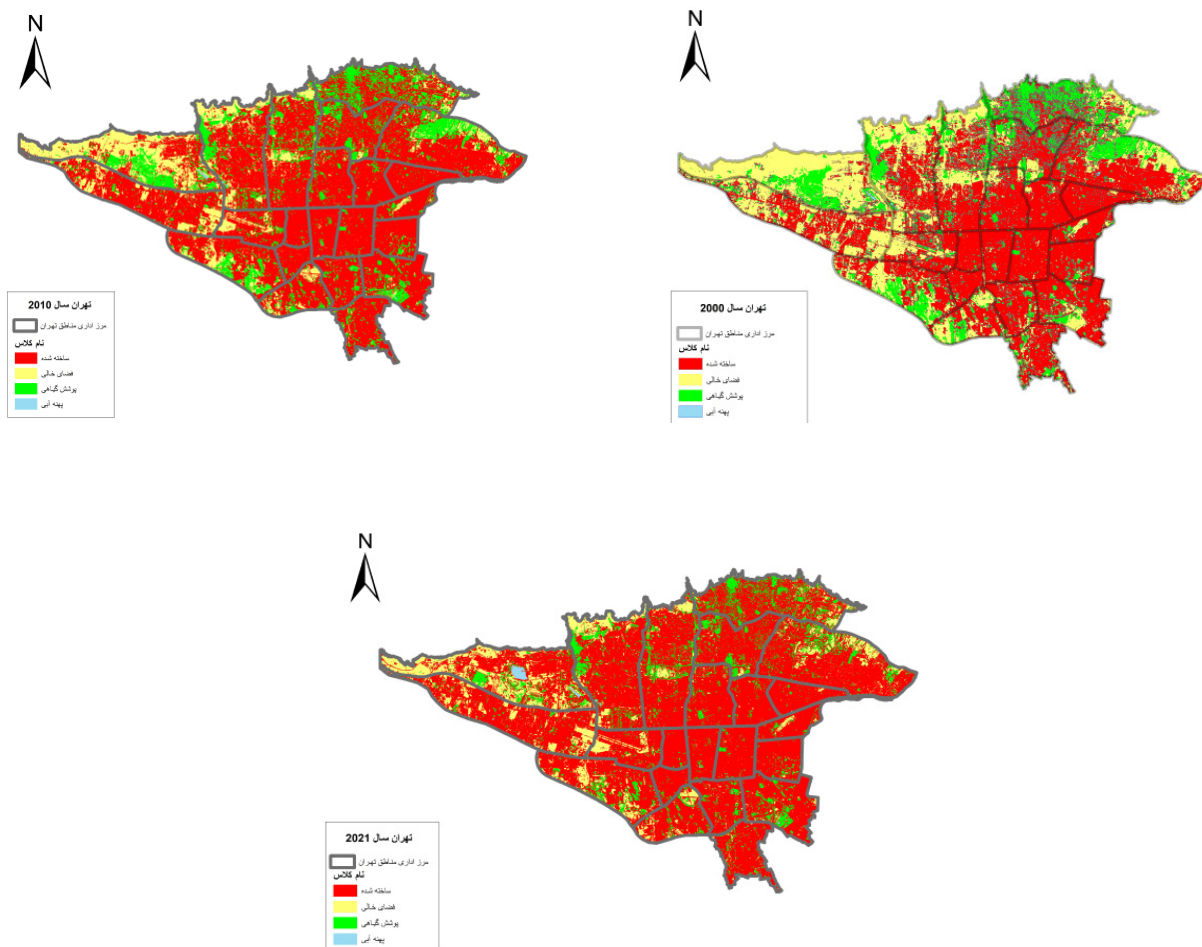 N
تهران سال 2010
مرز اداری مناطق تهران
نام کلاس
ساخته شده
فضای خالی
پوشش گیاهی
پهنه آبی
N
تهران سال 2000
مرز اداری مناطق تهران
نام کلاس
ساخته شده
فضای خالی
پوشش گیاهی
پهنه آبی
N
تهران سال 2021
مرز اداری مناطق تهران
نام کلاس
ساخته شده
فضای خالی
پوشش گیاهی
پهنه آبی